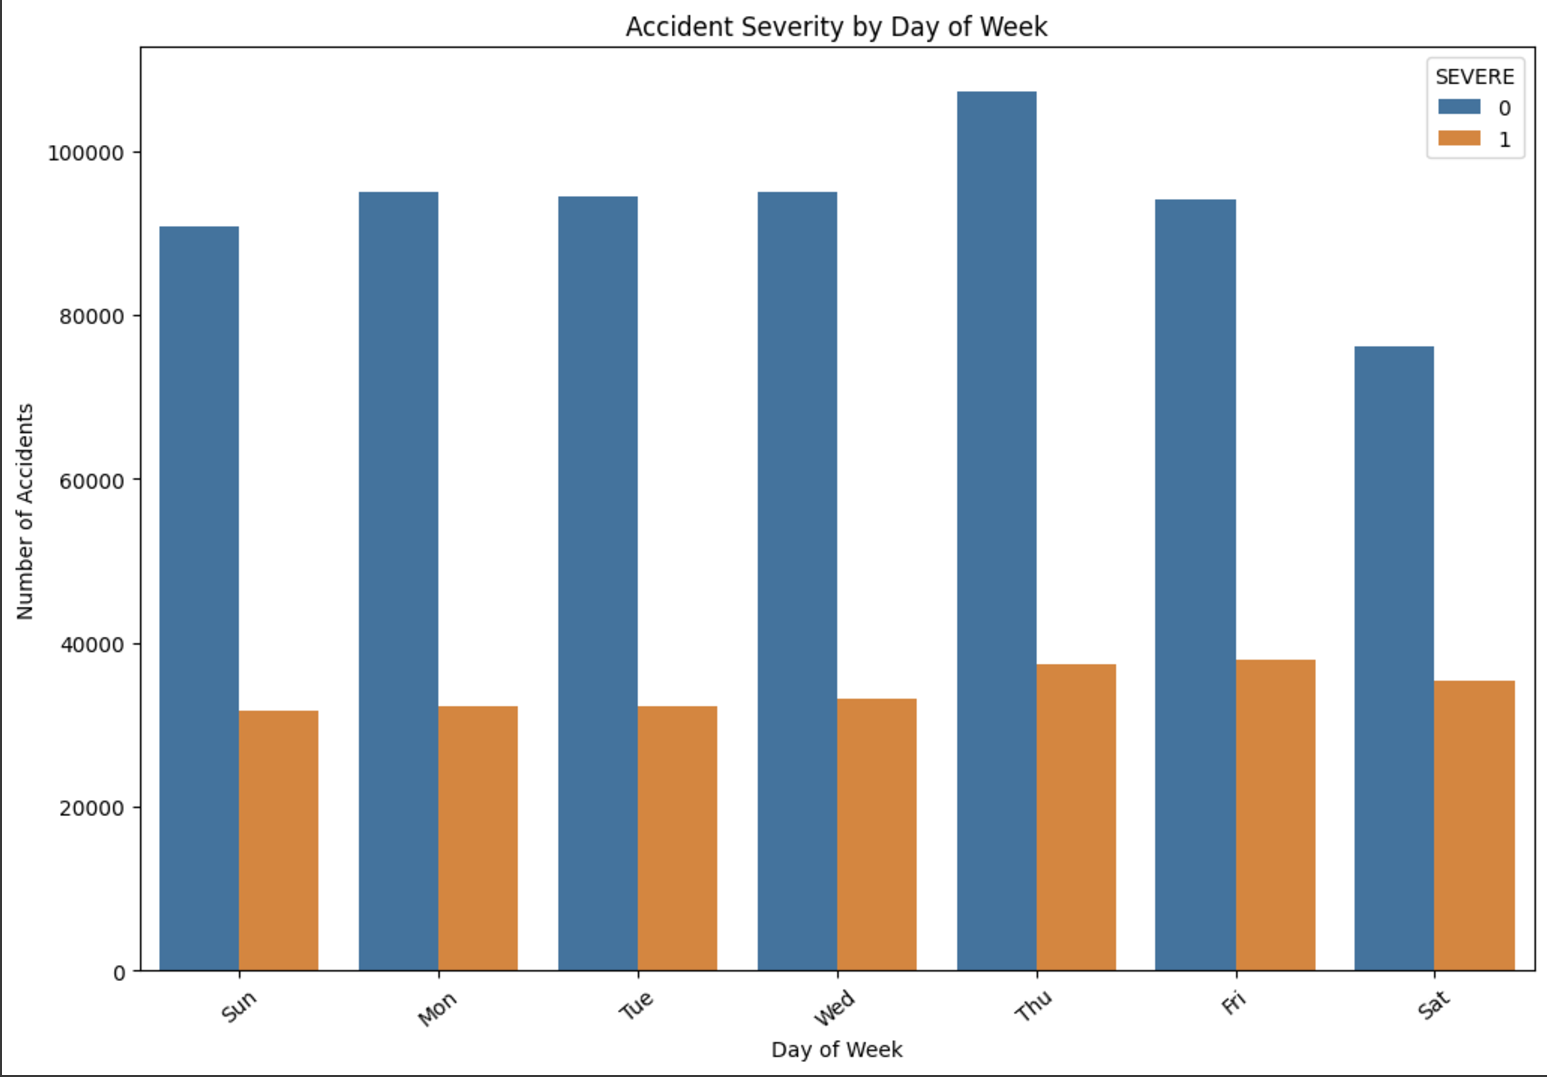 Accident Severity by Day of Week
SEVERE
0
1
100000
80000
60000
40000
20000
0
Number of Accidents
Sun
Mon
Tue
Wed
Thu
Fri
Sat
Day of Week